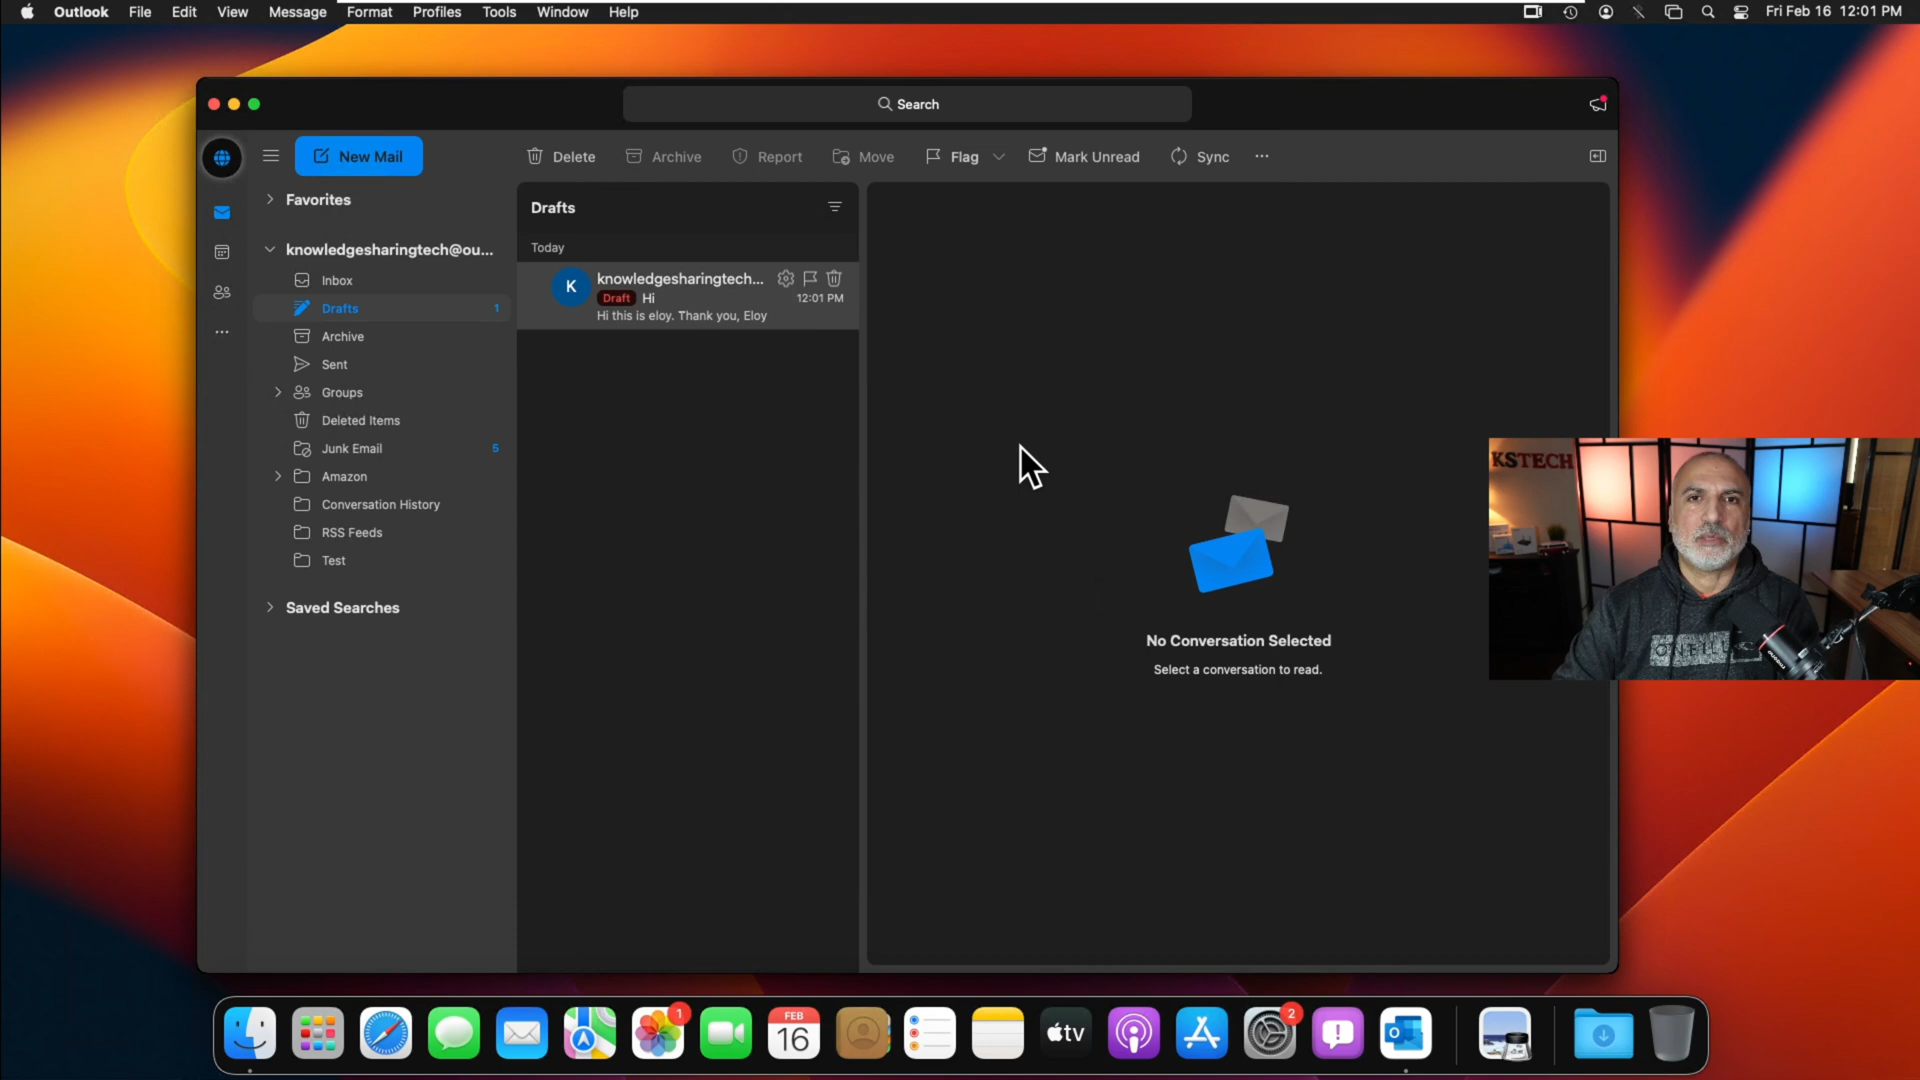 Outlook File Edit View Message Format Profiles Tools Window Help Fri Feb 16 12:01 PM
Search
New Mail Delete Archive Report Move Flag Mark Unread Sync
Favorites
knowledgesharingtech@ou...
Inbox
Drafts 1
Archive
Sent
Groups
Deleted Items
Junk Email 5
Amazon
Conversation History
RSS Feeds
Test
Saved Searches
Drafts
Today
K
knowledgesharingtech...
Draft Hi 12:01 PM
Hi this is eloy. Thank you, Eloy
No Conversation Selected
Select a conversation to read.
KSTECH
O'NEILL
1
FEB
16
tv
2